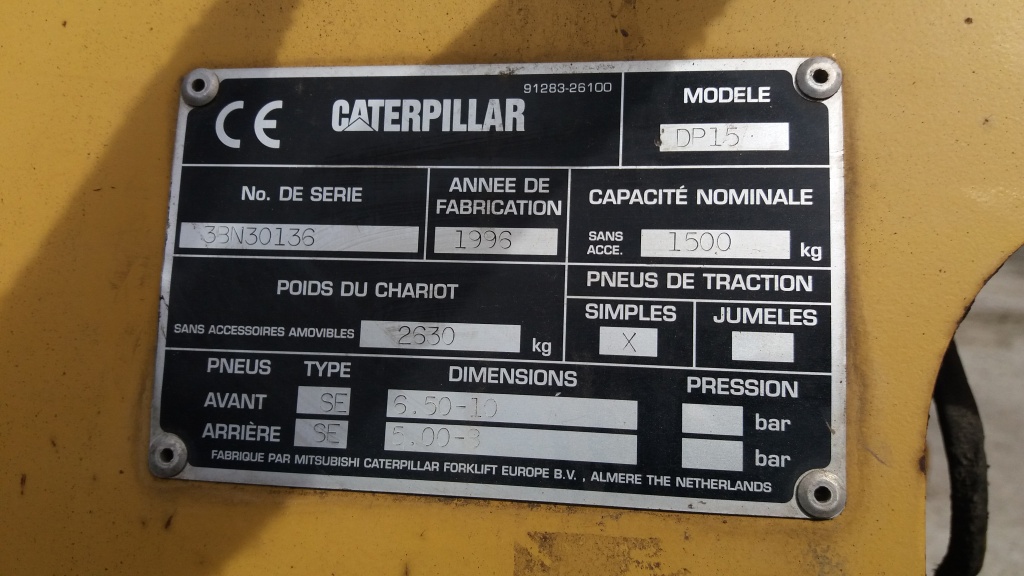 CE CATERPILLAR 91283-26100
MODELE
DP15
No. DE SERIE
3BN30136
ANNEE DE
FABRICATION
1996
CAPACITÉ NOMINALE
SANS
ACCE. 1500 kg
POIDS DU CHARIOT
SANS ACCESSOIRES AMOVIBLES 2630 kg
PNEUS DE TRACTION
SIMPLES JUMELES
X
PNEUS TYPE DIMENSIONS PRESSION
AVANT SE 6.50-10 bar
ARRIÈRE SE 5.00-8 bar
FABRIQUE PAR MITSUBISHI CATERPILLAR FORKLIFT EUROPE B.V. , ALMERE THE NETHERLANDS